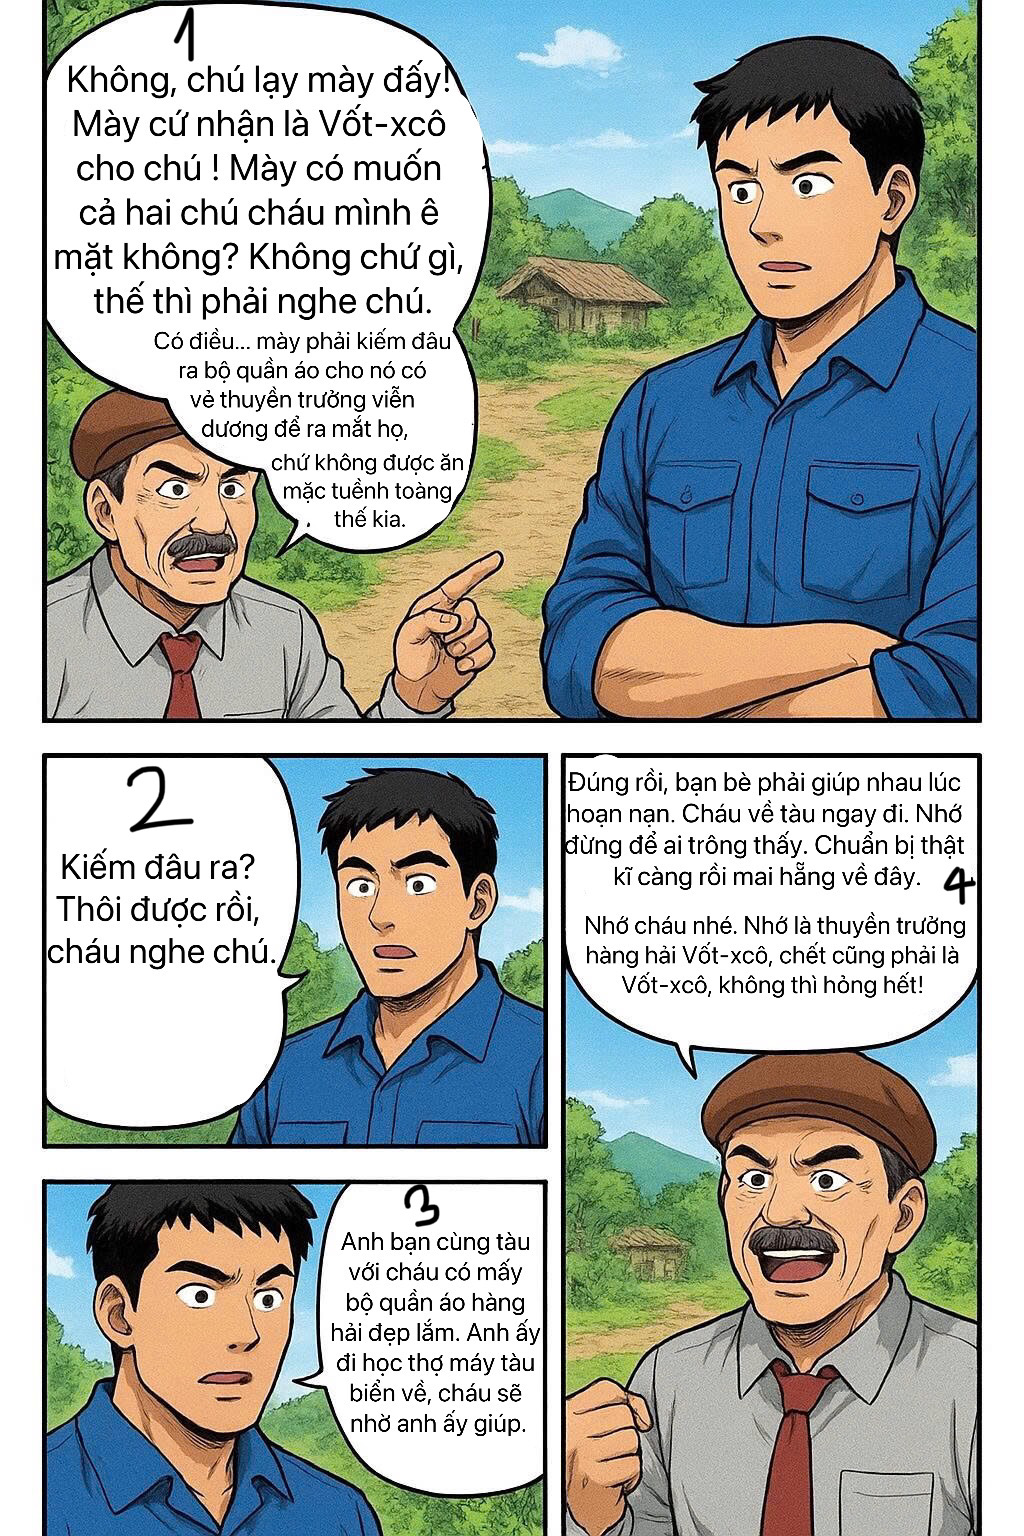 1
Không, chú lạy mày đấy!
Mày cứ nhận là Vốt-xcô
cho chú ! Mày có muốn
cả hai chú cháu mình ê
mặt không? Không chứ gì,
thế thì phải nghe chú.
Có điều... mày phải kiếm đâu
ra bộ quần áo cho nó có
vẻ thuyền trưởng viễn
dương để ra mắt họ,
chứ không được ăn
mặc tuềnh toàng
thế kia.
2
Kiếm đâu ra?
Thôi được rồi,
cháu nghe chú.
3
Anh bạn cùng tàu
với cháu có mấy
bộ quần áo hàng
hải đẹp lắm. Anh ấy
đi học thợ máy tàu
biển về, cháu sẽ
nhờ anh ấy giúp.
Đúng rồi, bạn bè phải giúp nhau lúc
hoạn nạn. Cháu về tàu ngay đi. Nhớ
đừng để ai trông thấy. Chuẩn bị thật
kĩ càng rồi mai hẵng về đây.
4
Nhớ cháu nhé. Nhớ là thuyền trưởng
hàng hải Vốt-xcô, chết cũng phải là
Vốt-xcô, không thì hỏng hết!